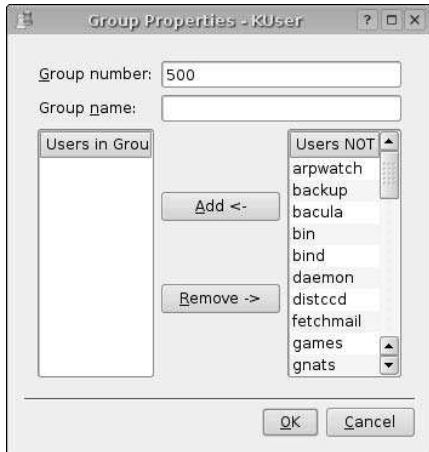 Group Properties - KUser
Group number: 500
Group name:
Users in Grou
Users NOT
Add <-
Remove ->
arpwatch
backup
bacula
bin
bind
daemon
distccd
fetchmail
games
gnats
OK
Cancel